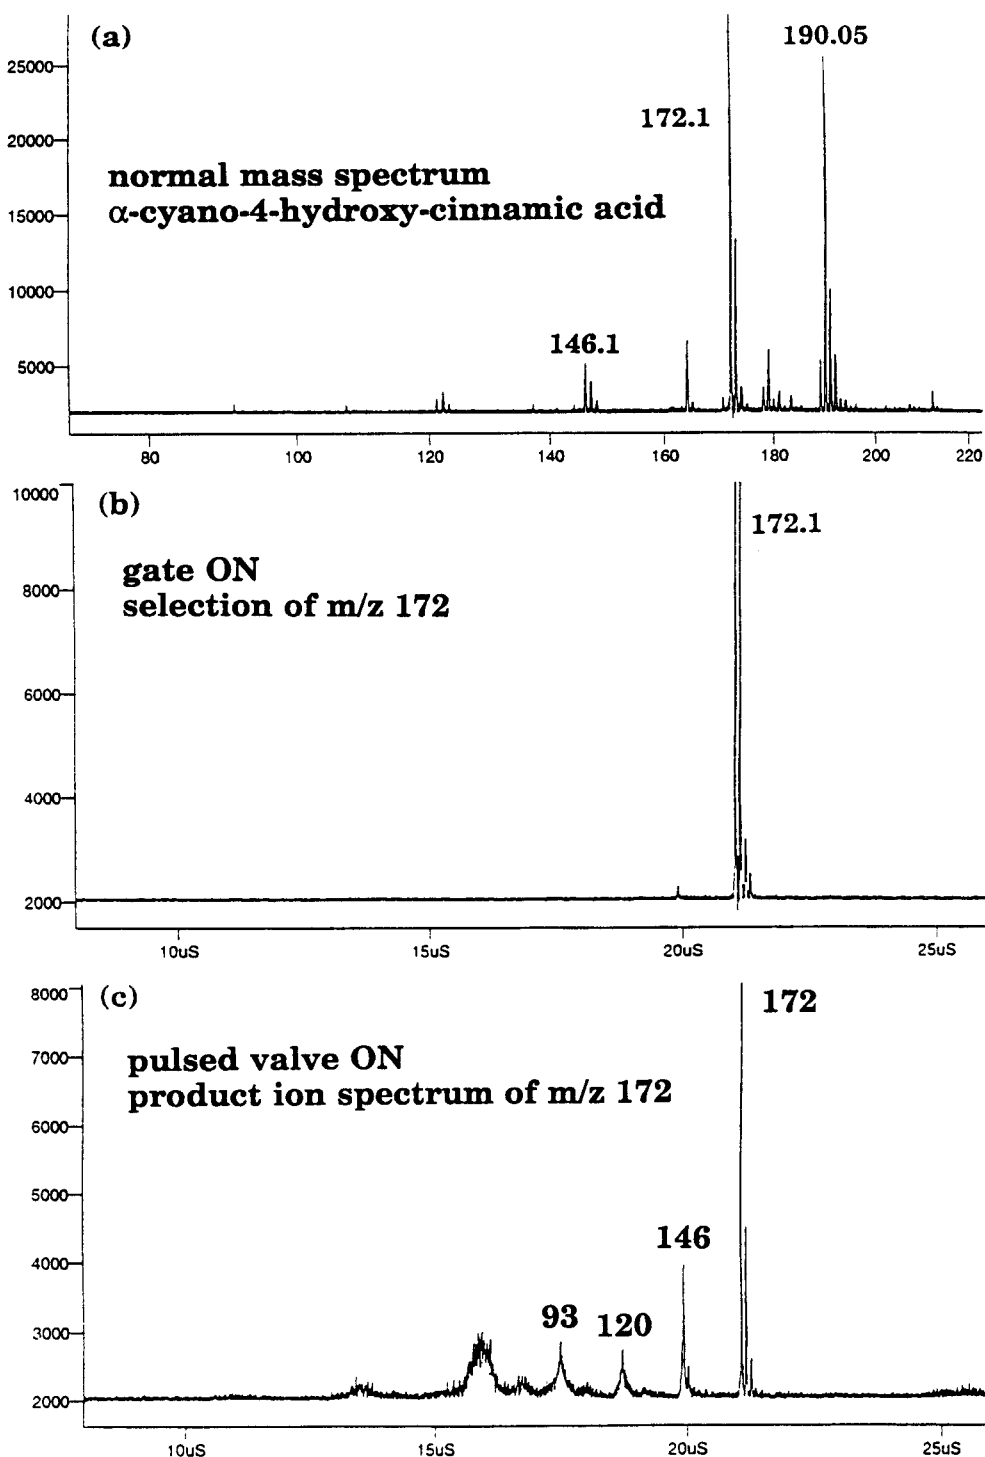 (a)
190.05
25000
172.1
20000
normal mass spectrum
α-cyano-4-hydroxy-cinnamic acid
15000
10000
146.1
5000
80 100 120 140 160 180 200 220
10000
(b)
172.1
gate ON
8000
selection of m/z 172
6000
4000
2000
10uS 15uS 20uS 25uS
8000
(c)
172
pulsed valve ON
7000
product ion spectrum of m/z 172
6000
5000
146
4000
93 120
3000
2000
10uS 15uS 20uS 25uS